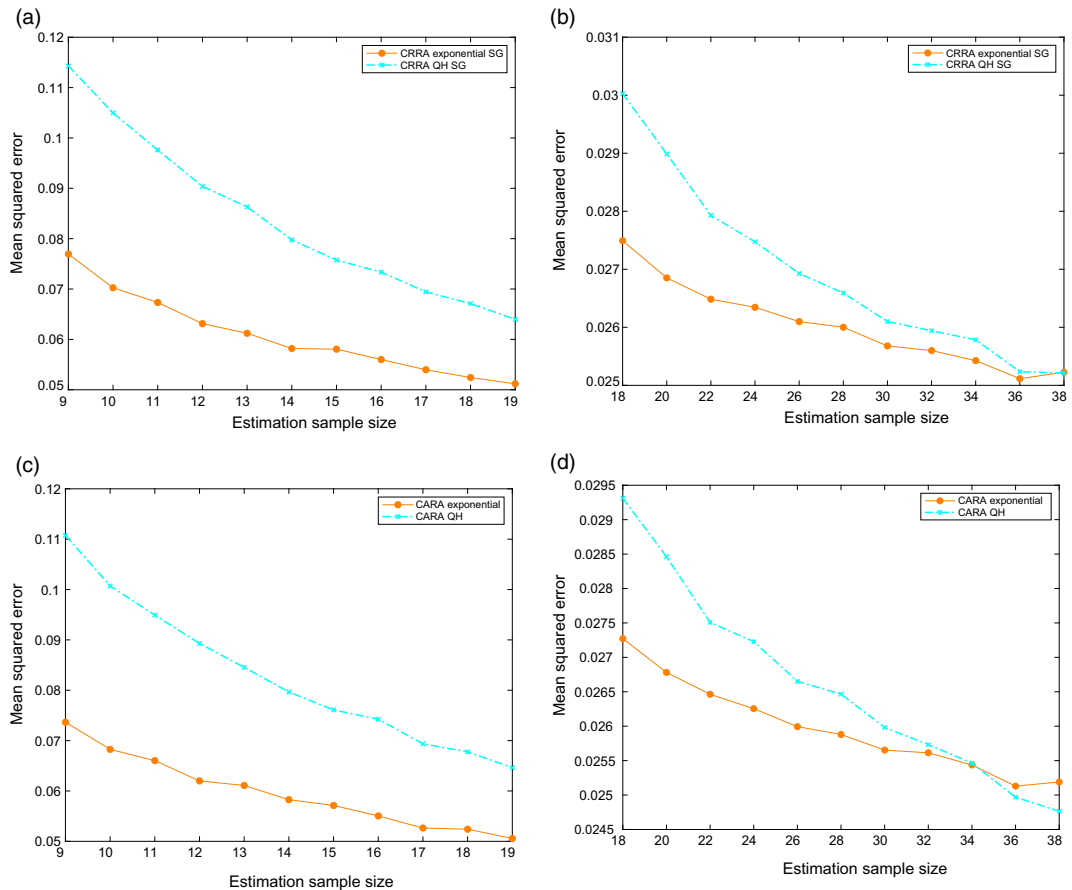 (a)
0.12
0.11
0.1
0.09
0.08
0.07
0.06
0.05
Mean squared error
CRRA exponential SG
CRRA QH SG
9 10 11 12 13 14 15 16 17 18 19
Estimation sample size
(b)
0.031
0.03
0.029
0.028
0.027
0.026
0.025
Mean squared error
CRRA exponential SG
CRRA QH SG
18 20 22 24 26 28 30 32 34 36 38
Estimation sample size
(c)
0.12
0.11
0.1
0.09
0.08
0.07
0.06
0.05
Mean squared error
CARA exponential
CARA QH
9 10 11 12 13 14 15 16 17 18 19
Estimation sample size
(d)
0.0295
0.029
0.0285
0.028
0.0275
0.027
0.0265
0.026
0.0255
0.025
0.0245
Mean squared error
CARA exponential
CARA QH
18 20 22 24 26 28 30 32 34 36 38
Estimation sample size